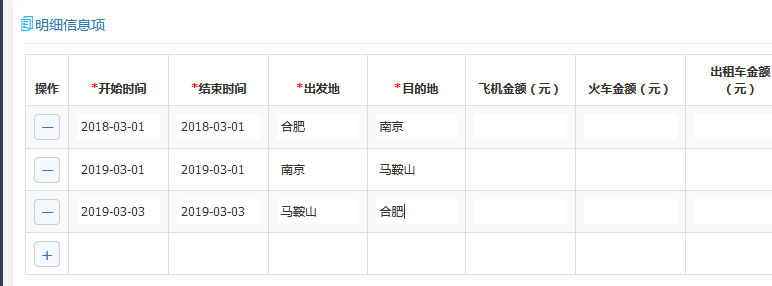 明细信息项
操作 *开始时间 *结束时间 *出发地 *目的地 飞机金额（元） 火车金额（元） 出租车金额（元）
2018-03-01 2018-03-01 合肥 南京
2019-03-01 2019-03-01 南京 马鞍山
2019-03-03 2019-03-03 马鞍山 合肥